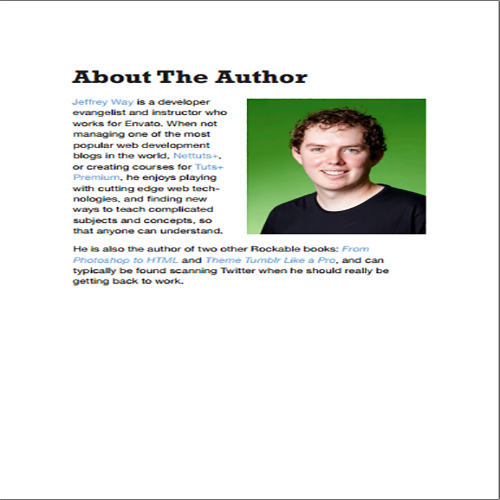 About The Author
Jeffrey Way is a developer
evangelist and instructor who
works for Envato. When not
managing one of the most
popular web development
blogs in the world, Nettuts+,
or creating courses for Tuts+
Premium, he enjoys playing
with cutting edge web tech-
nologies, and finding new
ways to teach complicated
subjects and concepts, so
that anyone can understand.
He is also the author of two other Rockable books: From
Photoshop to HTML and Theme Tumblr Like a Pro, and can
typically be found scanning Twitter when he should really be
getting back to work.